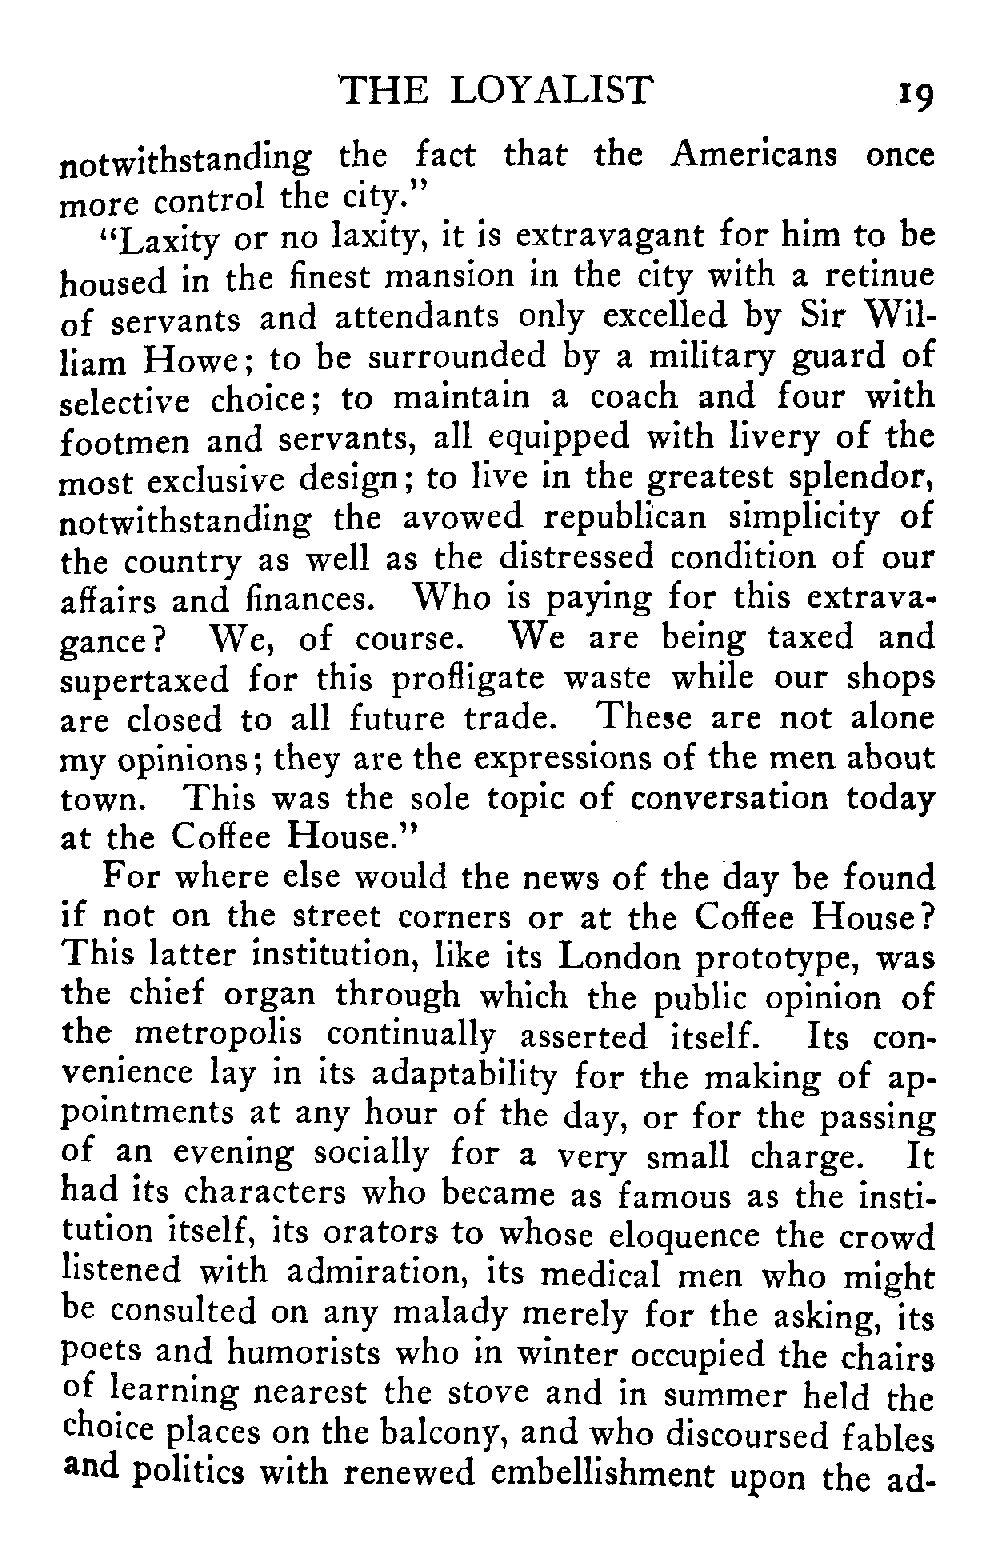 THE LOYALIST 19
notwithstanding the fact that the Americans once
more control the city."
"Laxity or no laxity, it is extravagant for him to be
housed in the finest mansion in the city with a retinue
of servants and attendants only excelled by Sir Wil-
liam Howe; to be surrounded by a military guard of
selective choice; to maintain a coach and four with
footmen and servants, all equipped with livery of the
most exclusive design; to live in the greatest splendor,
notwithstanding the avowed republican simplicity of
the country as well as the distressed condition of our
affairs and finances. Who is paying for this extrava-
gance? We, of course. We are being taxed and
supertaxed for this profligate waste while our shops
are closed to all future trade. These are not alone
my opinions; they are the expressions of the men about
town. This was the sole topic of conversation today
at the Coffee House."
For where else would the news of the day be found
if not on the street corners or at the Coffee House?
This latter institution, like its London prototype, was
the chief organ through which the public opinion of
the metropolis continually asserted itself. Its con-
venience lay in its adaptability for the making of ap-
pointments at any hour of the day, or for the passing
of an evening socially for a very small charge. It
had its characters who became as famous as the insti-
tution itself, its orators to whose eloquence the crowd
listened with admiration, its medical men who might
be consulted on any malady merely for the asking, its
poets and humorists who in winter occupied the chairs
of learning nearest the stove and in summer held the
choice places on the balcony, and who discoursed fables
and politics with renewed embellishment upon the ad-